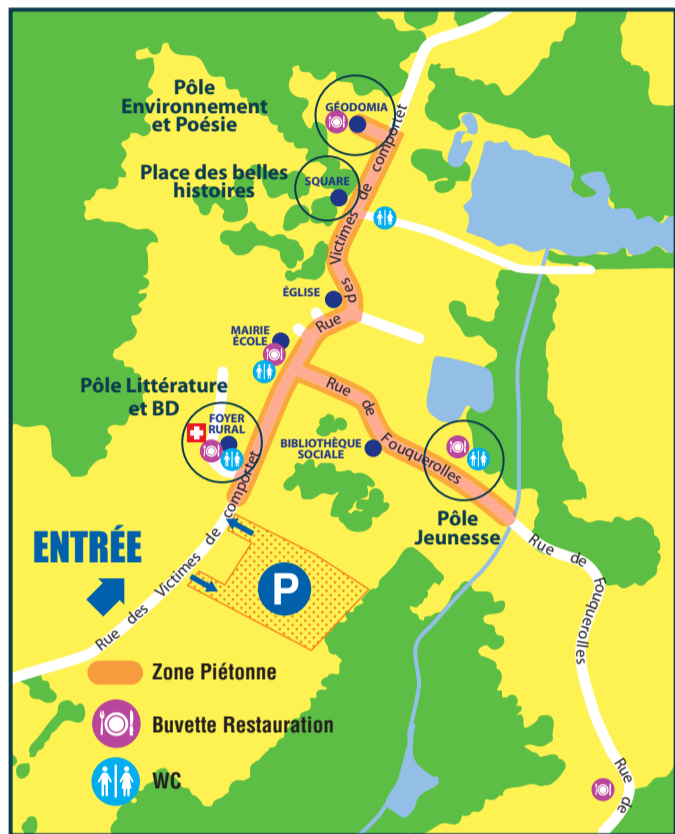 Pôle
Environnement
et Poésie
GÉODOMIA
Place des belles
histoires
SQUARE
Rue des Victimes de comportet
ÉGLISE
MAIRIE
ÉCOLE
Pôle Littérature
et BD
FOYER
RURAL
Rue de Fouquerolles
BIBLIOTHÈQUE
SOCIALE
Pôle
Jeunesse
ENTRÉE
P
Rue des Victimes de comportet
Rue de Fouquerolles
Rue de
Zone Piétonne
Buvette Restauration
WC